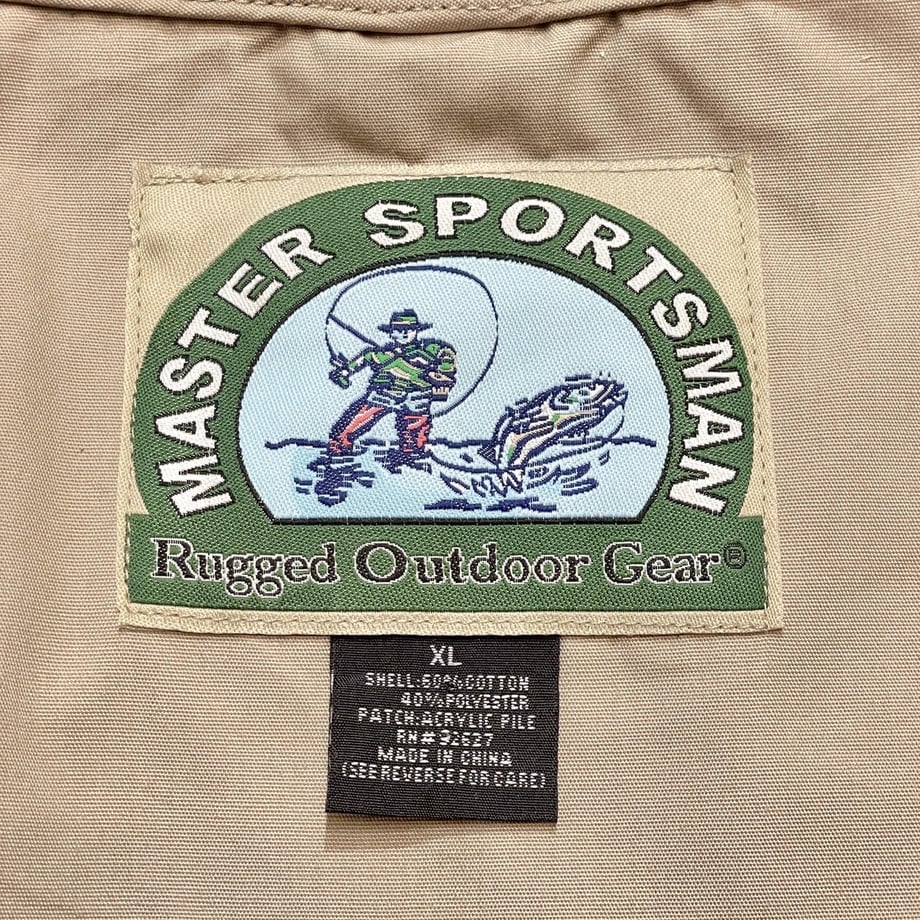 MASTER SPORTSMAN
Rugged Outdoor Gear®
XL
SHELL:60%COTTON
40%POLYESTER
PATCH:ACRYLIC PILE
RN#92627
MADE IN CHINA
(SEE REVERSE FOR CARE)